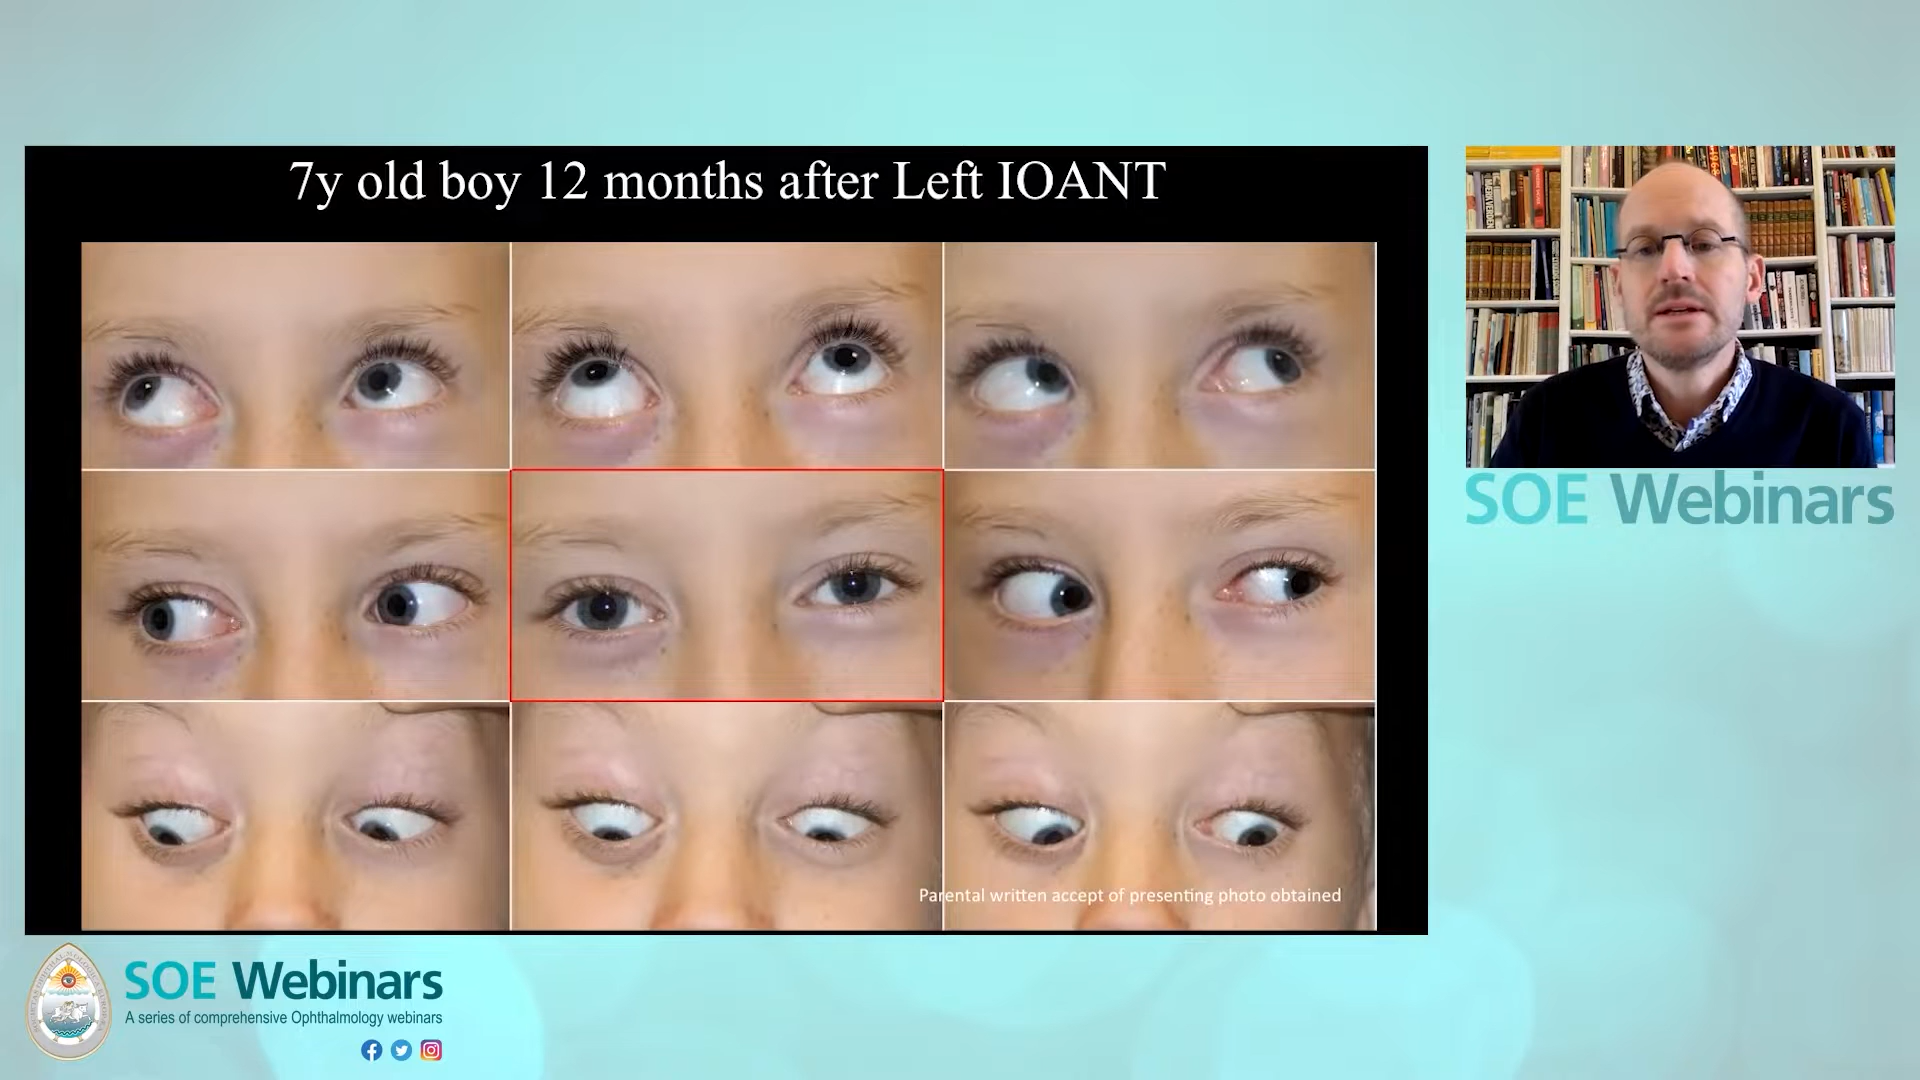 7y old boy 12 months after Left IOANT
Parental written accept of presenting photo obtained
SOE Webinars
SOE Webinars
A series of comprehensive Ophthalmology webinars